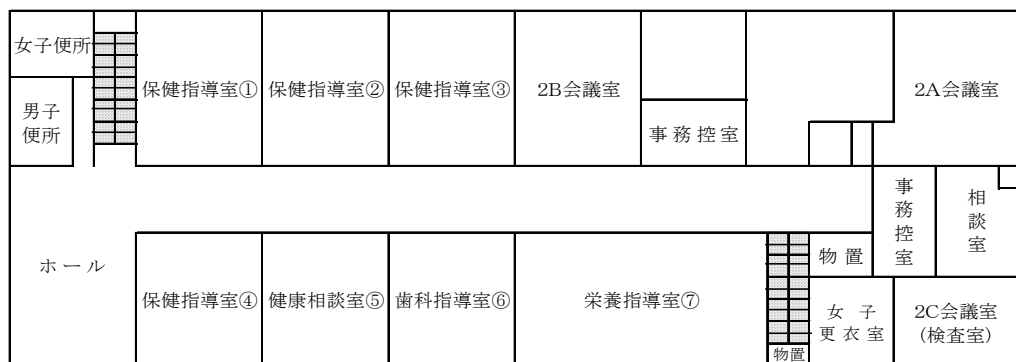 女子便所
男子
便所
保健指導室①
保健指導室②
保健指導室③
2B会議室
事務控室
2A会議室
事務控室
相談室
ホール
保健指導室④
健康相談室⑤
歯科指導室⑥
栄養指導室⑦
物置
物置
女子
更衣室
2C会議室
(検査室)